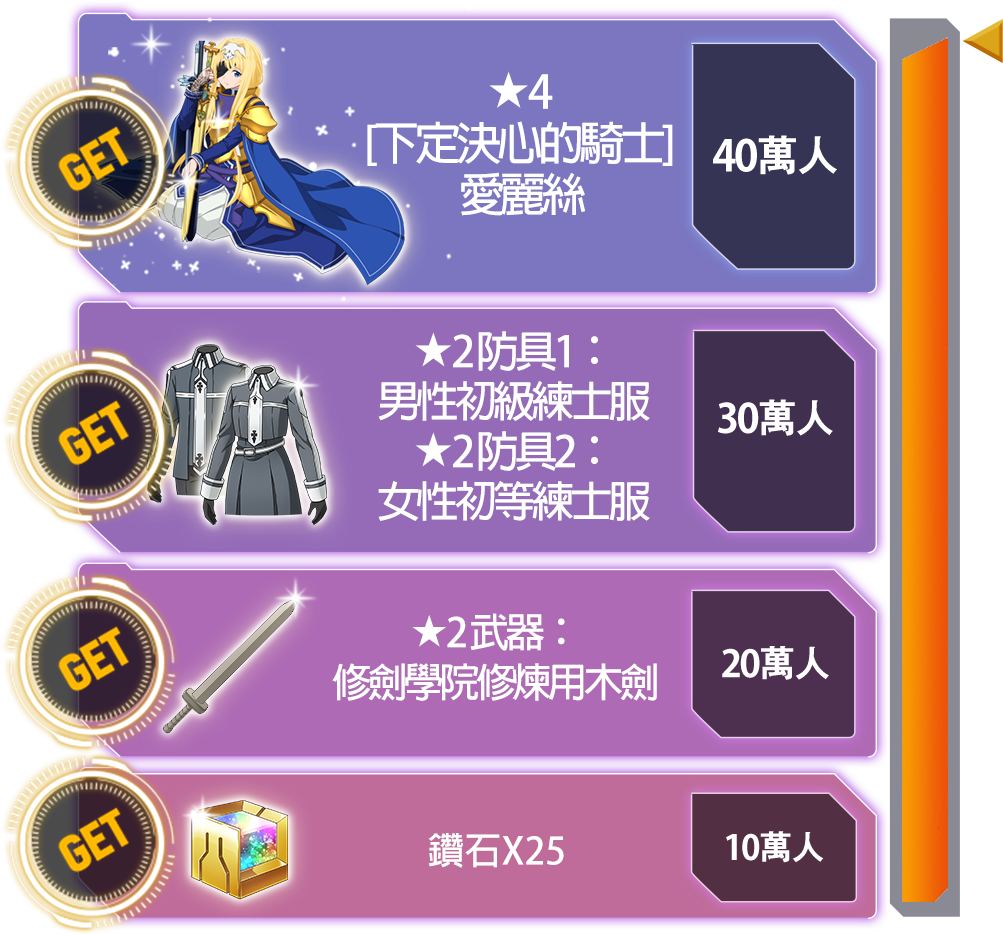 GET
★4
[下定決心的騎士]
愛麗絲
40萬人
GET
★2防具1：
男性初級練士服
★2防具2：
女性初等練士服
30萬人
GET
★2武器：
修劍學院修煉用木劍
20萬人
GET
鑽石X25
10萬人